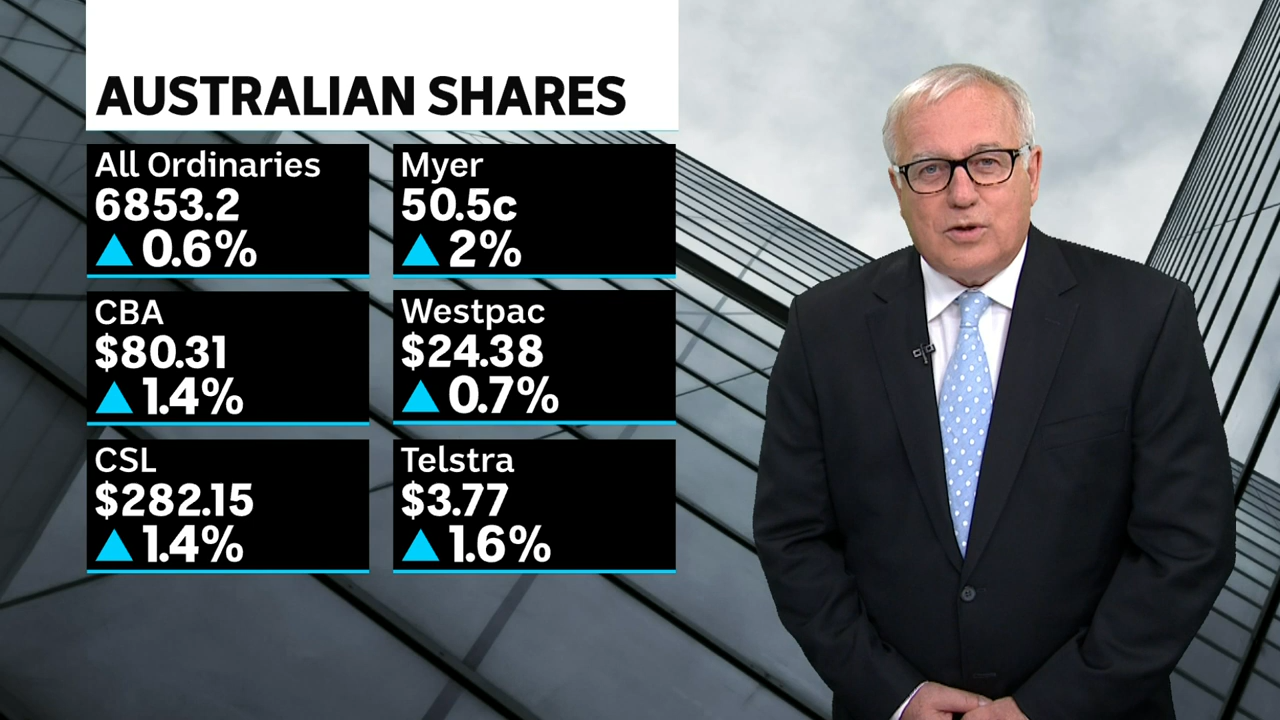 AUSTRALIAN SHARES
All Ordinaries
6853.2
▲ 0.6%
Myer
50.5c
▲ 2%
CBA
$80.31
▲ 1.4%
Westpac
$24.38
▲ 0.7%
CSL
$282.15
▲ 1.4%
Telstra
$3.77
▲ 1.6%